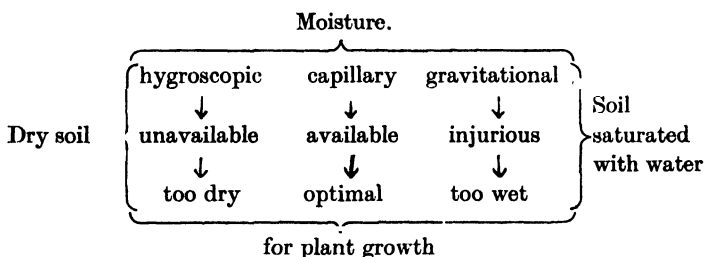 Moisture.
hygroscopic capillary gravitational
Dry soil unavailable available injurious Soil saturated with water
too dry optimal too wet
for plant growth